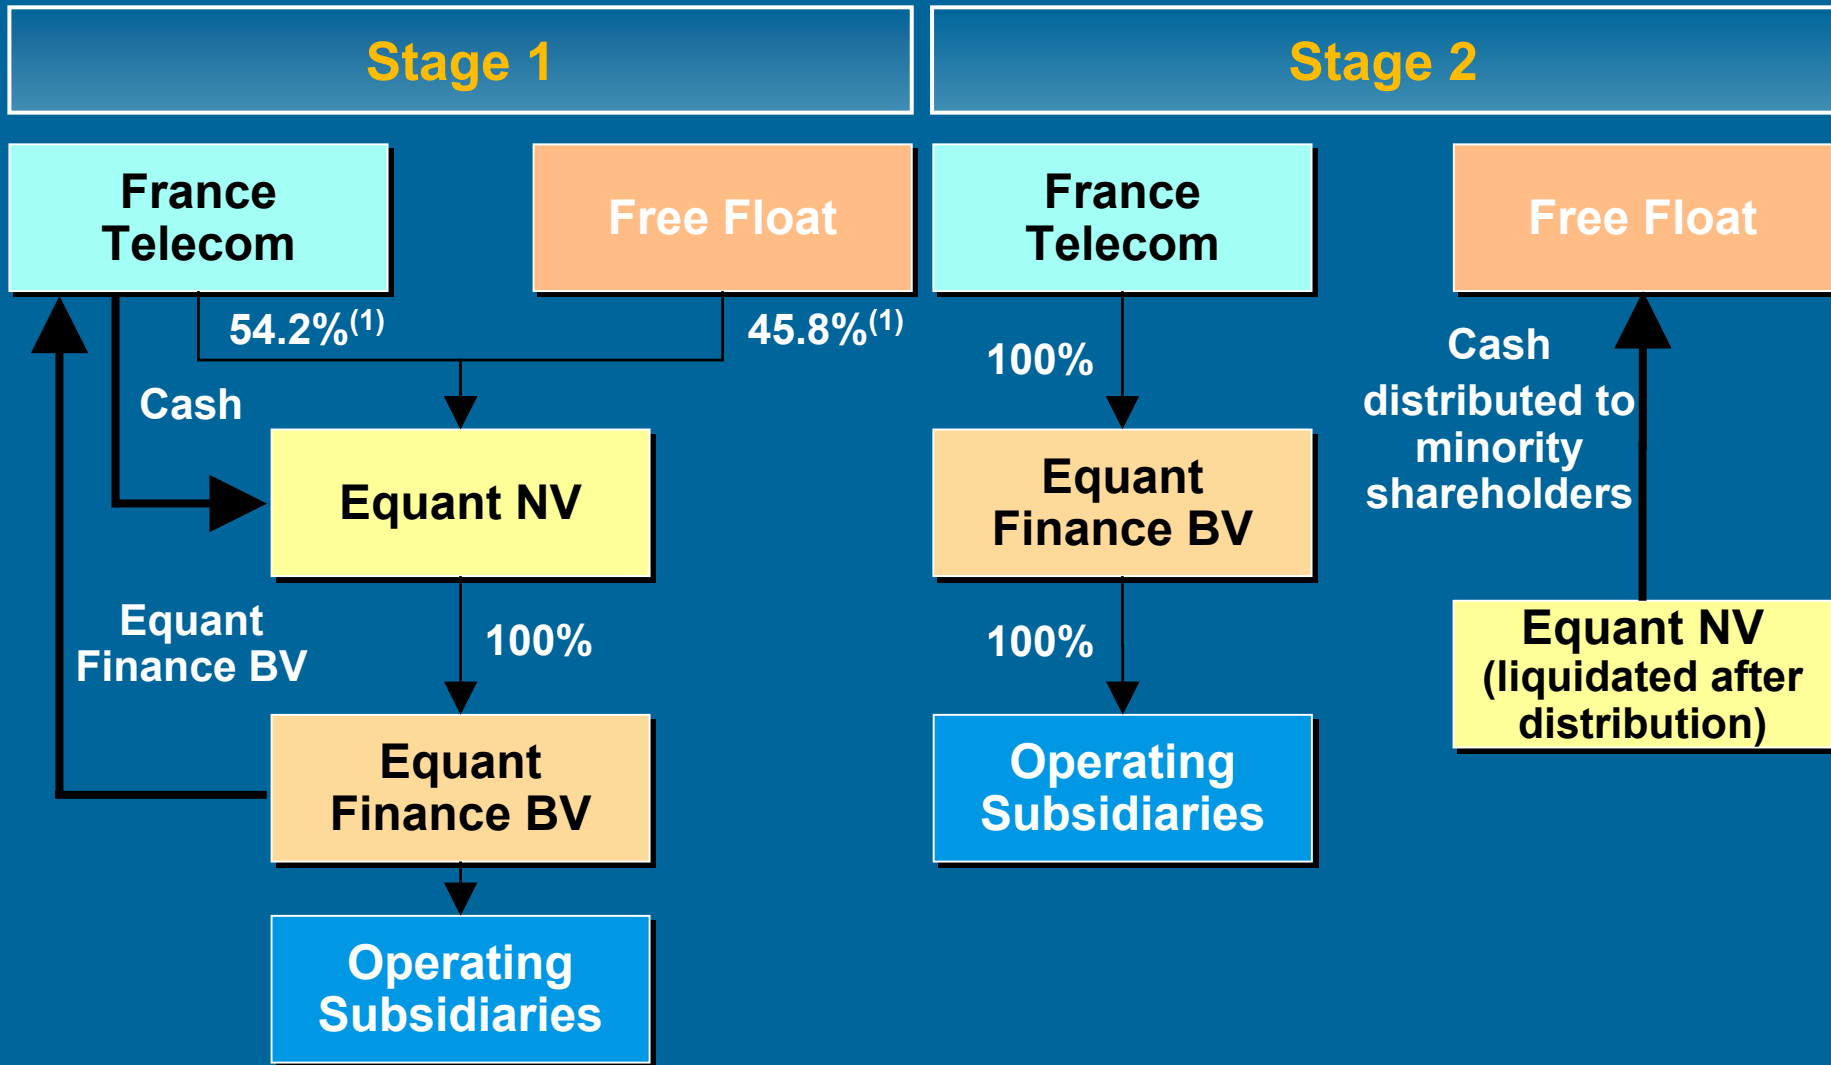 Stage 1
Stage 2
France
Telecom
Free Float
54.2%(1)
45.8%(1)
Cash
Equant NV
Equant
Finance BV
100%
Equant
Finance BV
Operating
Subsidiaries
France
Telecom
Free Float
100%
Cash
distributed to
minority
shareholders
Equant
Finance BV
100%
Equant NV
(liquidated after
distribution)
Operating
Subsidiaries